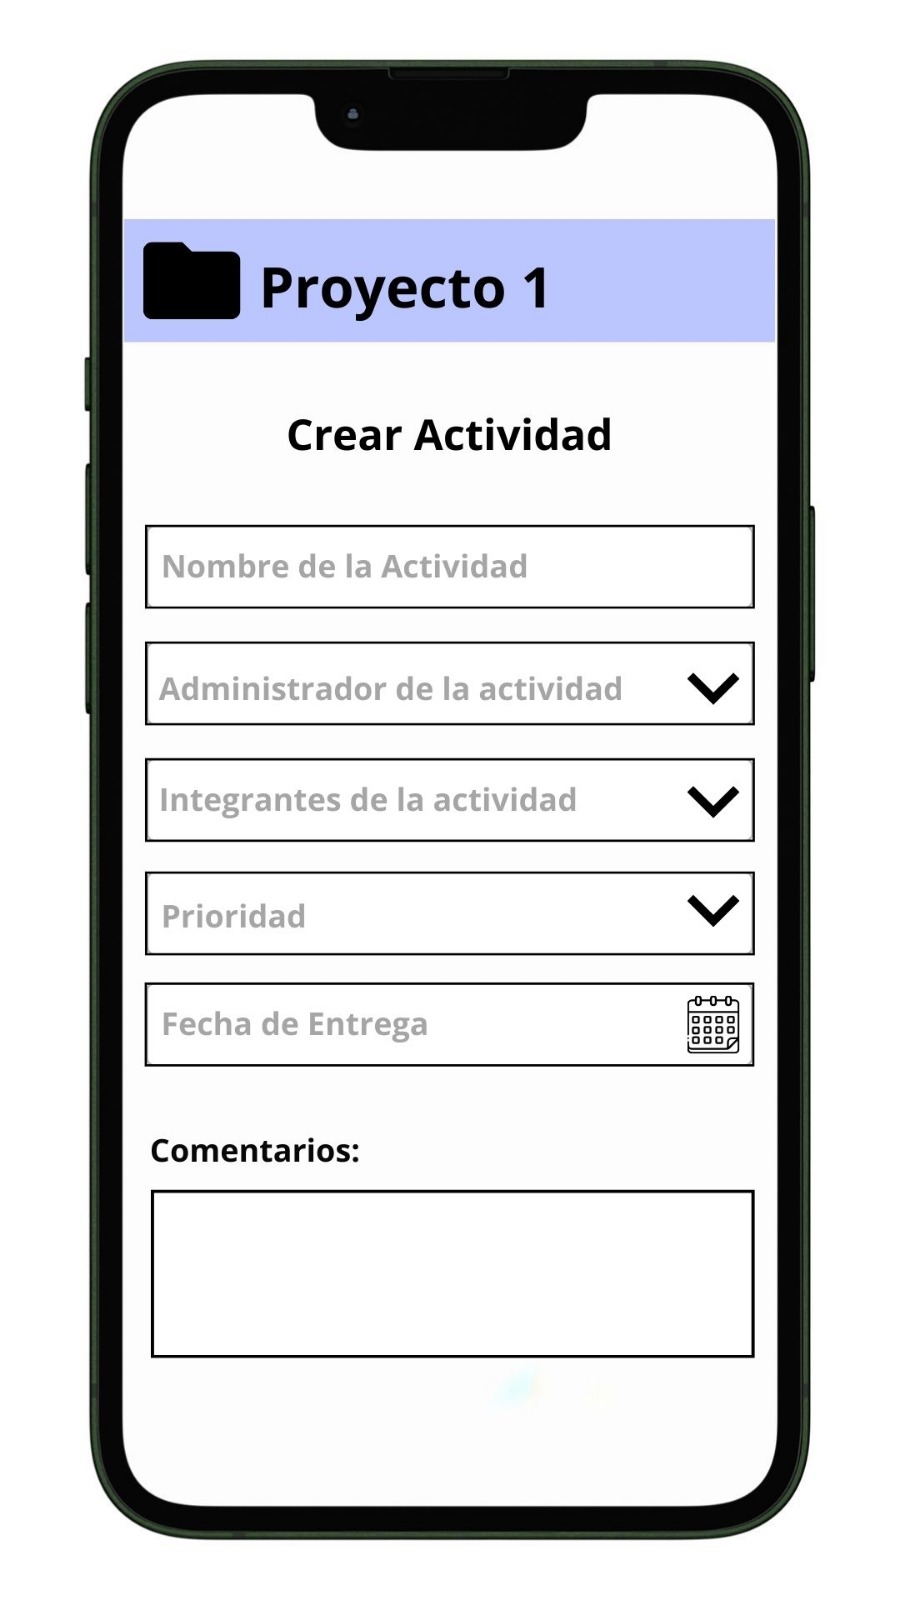 Proyecto 1
Crear Actividad
Nombre de la Actividad
Administrador de la actividad
Integrantes de la actividad
Prioridad
Fecha de Entrega
Comentarios: